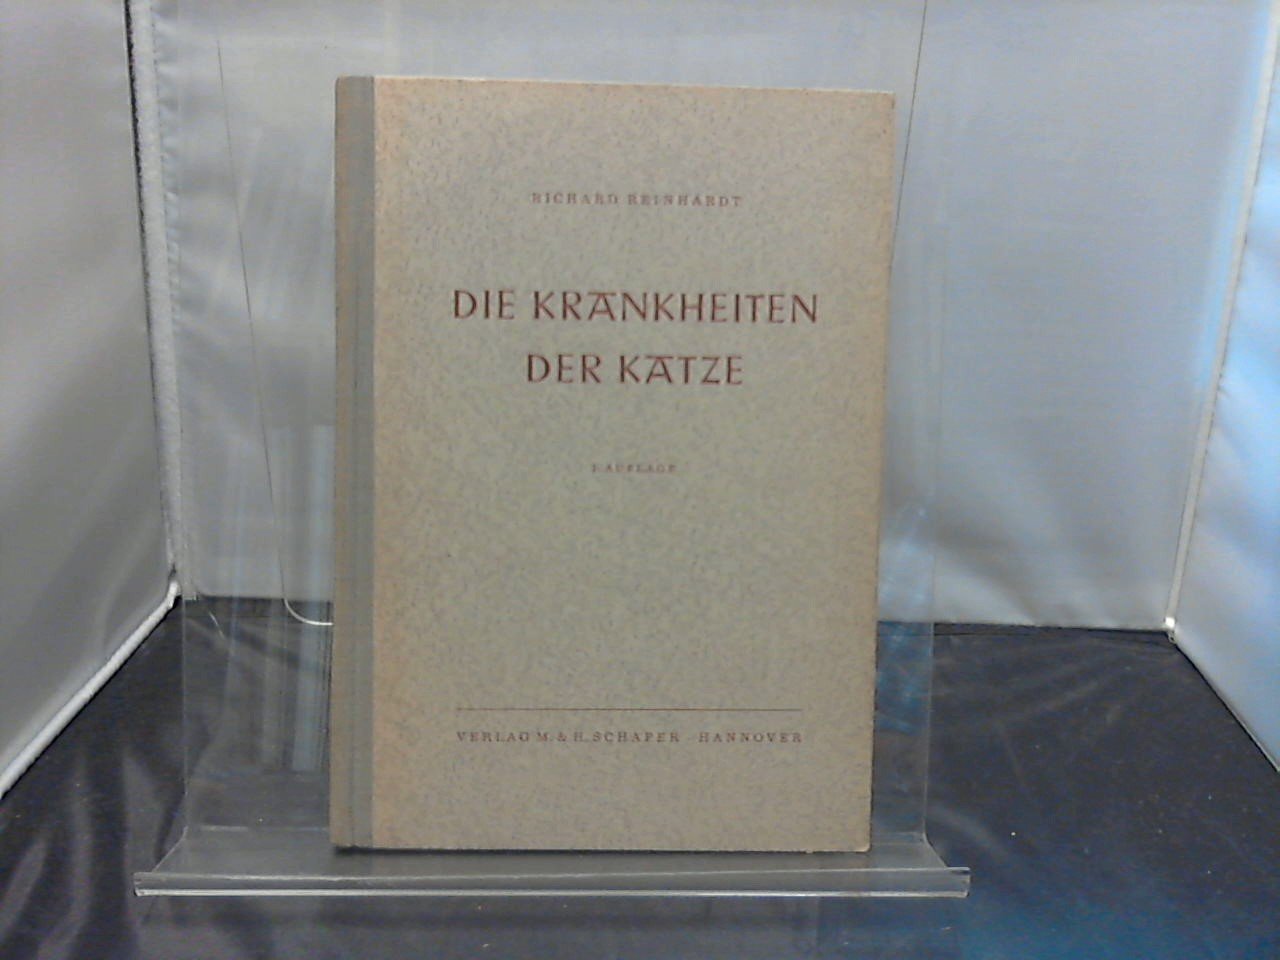 RICHARD REINHARDT
DIE KRANKHEITEN
DER KATZE
AUFLAGE
VERLAG M. & H. SCHAPER · HANNOVER